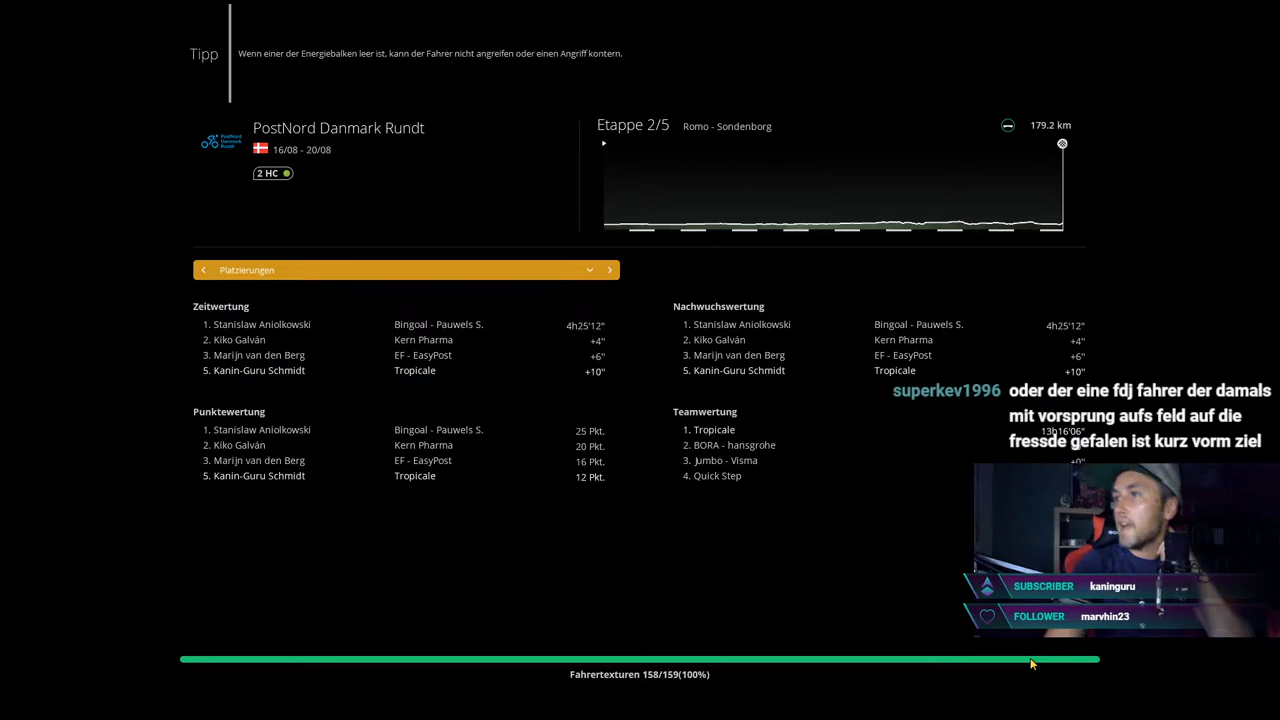 Tipp
Wenn einer der Energiebalken leer ist, kann der Fahrer nicht angreifen oder einen Angriff kontern.
PostNord Danmark Rundt
PostNord
Danmark
Rundt
16/08 - 20/08
2 HC
Etappe 2/5 Romo - Sondenborg 179.2 km
Platzierungen
Zeitwertung
1. Stanislaw Aniolkowski Bingoal - Pauwels S. 4h25'12"
2. Kiko Galván Kern Pharma +4"
3. Marijn van den Berg EF - EasyPost +6"
5. Kanin-Guru Schmidt Tropicale +10"
Nachwuchswertung
1. Stanislaw Aniolkowski Bingoal - Pauwels S. 4h25'12"
2. Kiko Galván Kern Pharma +4"
3. Marijn van den Berg EF - EasyPost +6"
5. Kanin-Guru Schmidt Tropicale +10"
Punktewertung
1. Stanislaw Aniolkowski Bingoal - Pauwels S. 25 Pkt.
2. Kiko Galván Kern Pharma 20 Pkt.
3. Marijn van den Berg EF - EasyPost 16 Pkt.
5. Kanin-Guru Schmidt Tropicale 12 Pkt.
Teamwertung
1. Tropicale 13h16'06"
2. BORA - hansgrohe
3. Jumbo - Visma +0"
4. Quick Step
superkev1996 oder der eine fdj fahrer der damals
mit vorsprung aufs feld auf die
fressde gefalen ist kurz vorm ziel
SUBSCRIBER kaninguru
FOLLOWER marvhin23
Fahrertexturen 158/159(100%)